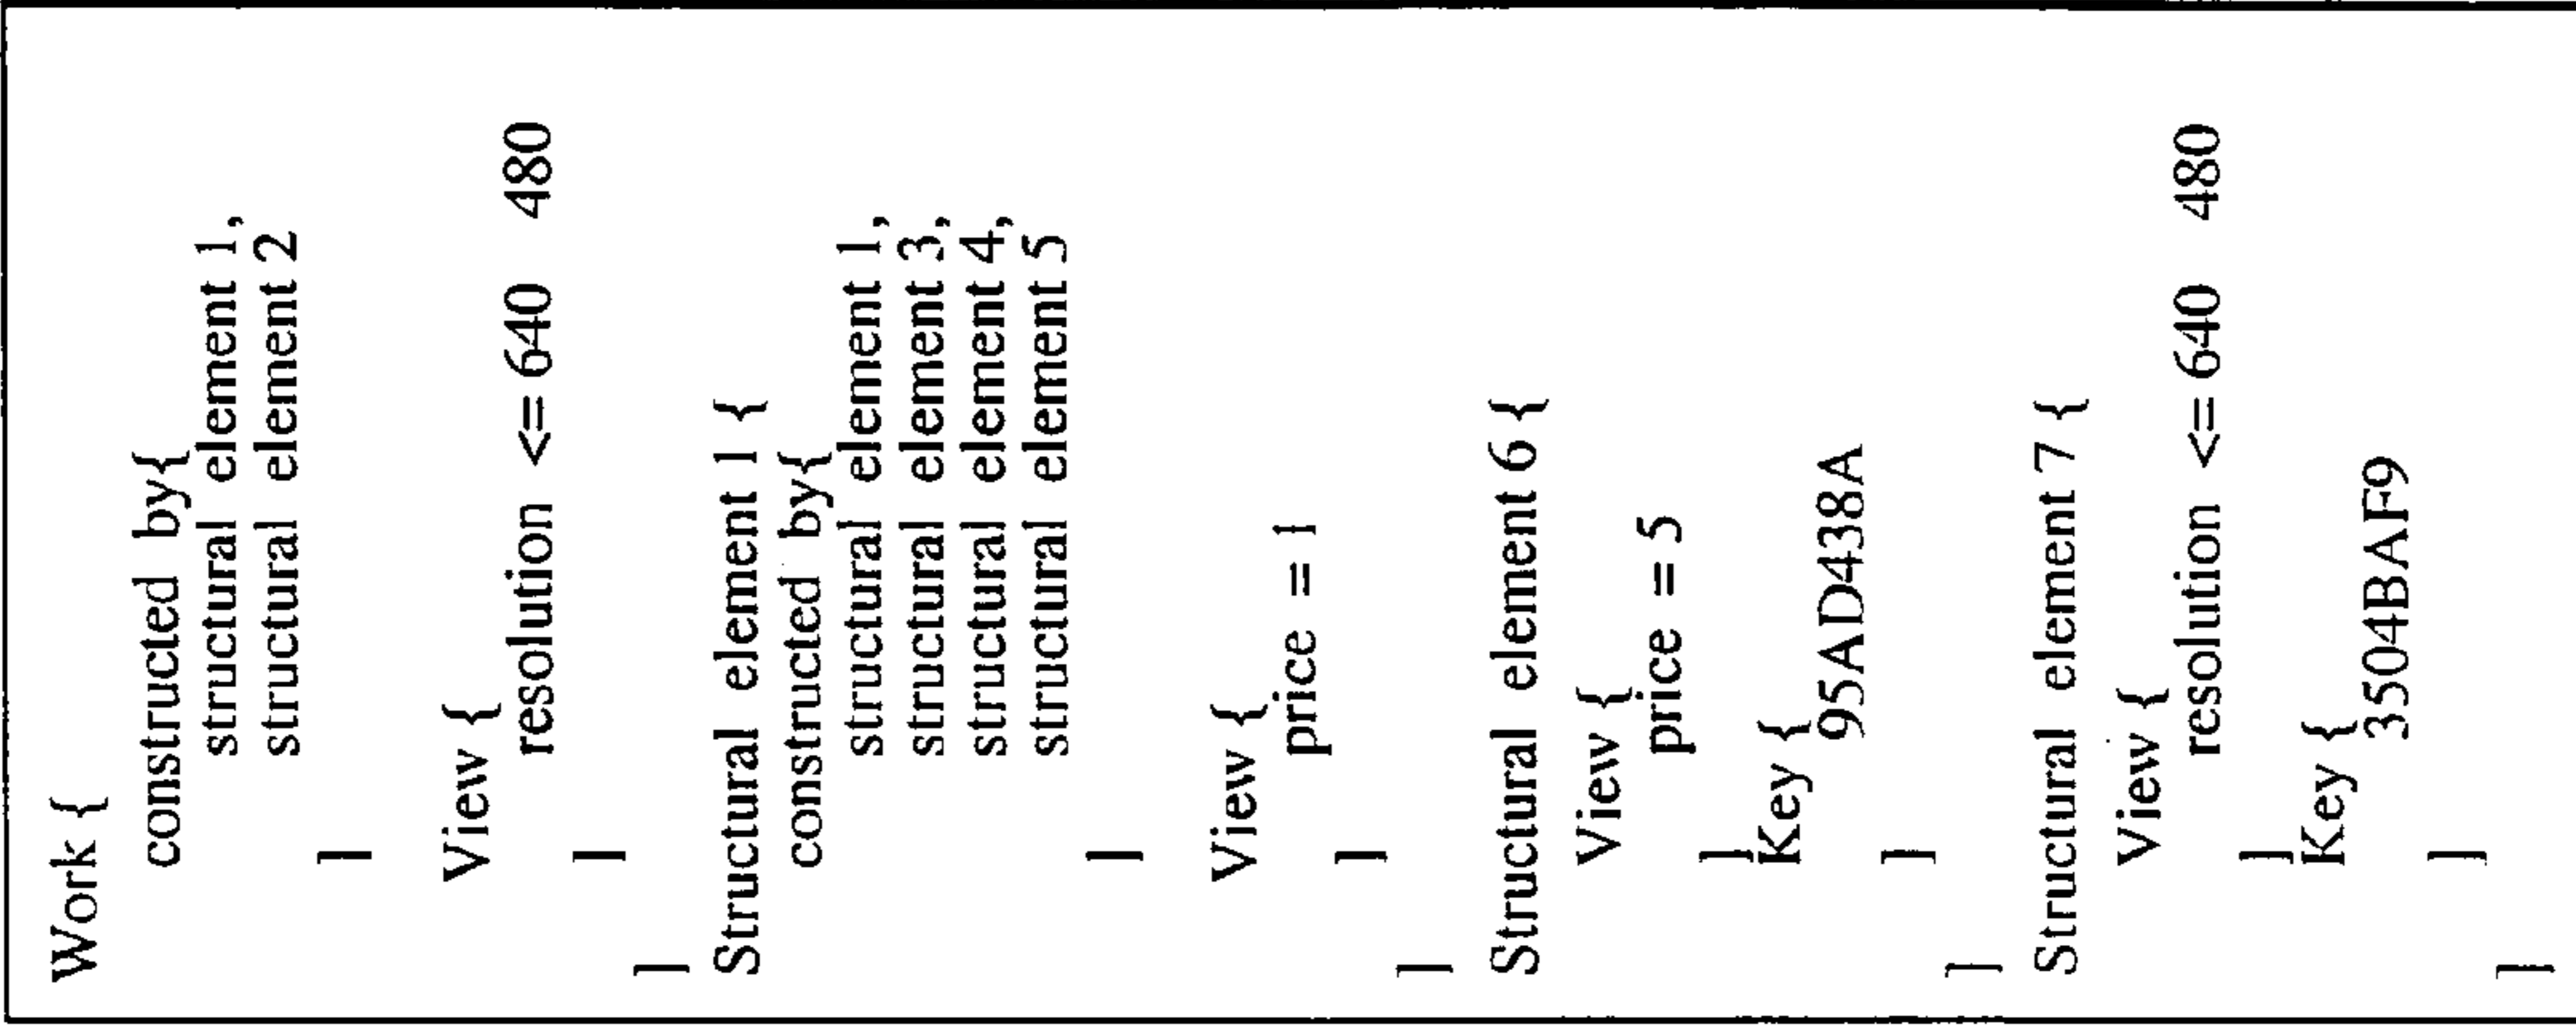 Work {
constructed by{
structural element 1,
structural element 2
]
View {
resolution <= 640 480
]
]
Structural element 1 {
constructed by{
structural element 1,
structural element 3,
structural element 4,
structural element 5
]
View {
price = 1
]
]
Structural element 6 {
View {
price = 5
]
Key {
95AD438A
]
]
Structural element 7 {
View {
resolution <= 640 480
]
Key {
3504BAF9
]
]